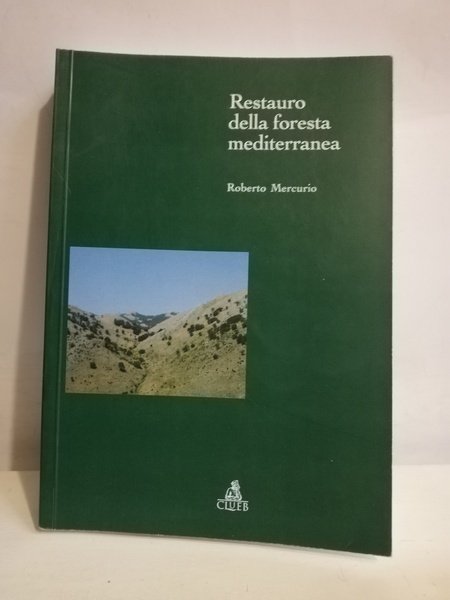 Restauro
della foresta
mediterranea
Roberto Mercurio
CLUEB